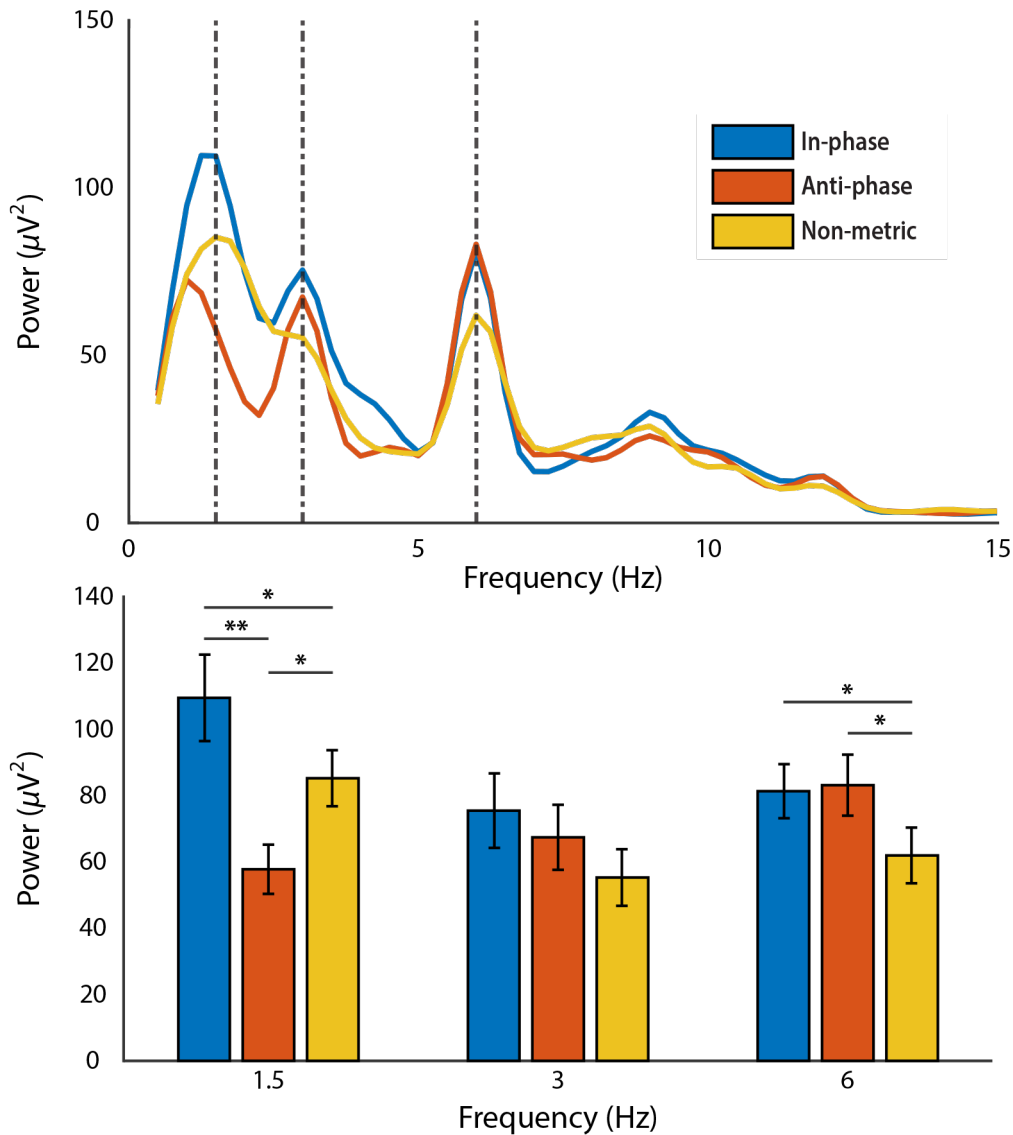 150
100
50
0
Power (μV²)
In-phase
Anti-phase
Non-metric
0 5 10 15
Frequency (Hz)
140
120
100
80
60
40
20
0
Power (μV²)
*
**
*
*
*
1.5 3 6
Frequency (Hz)